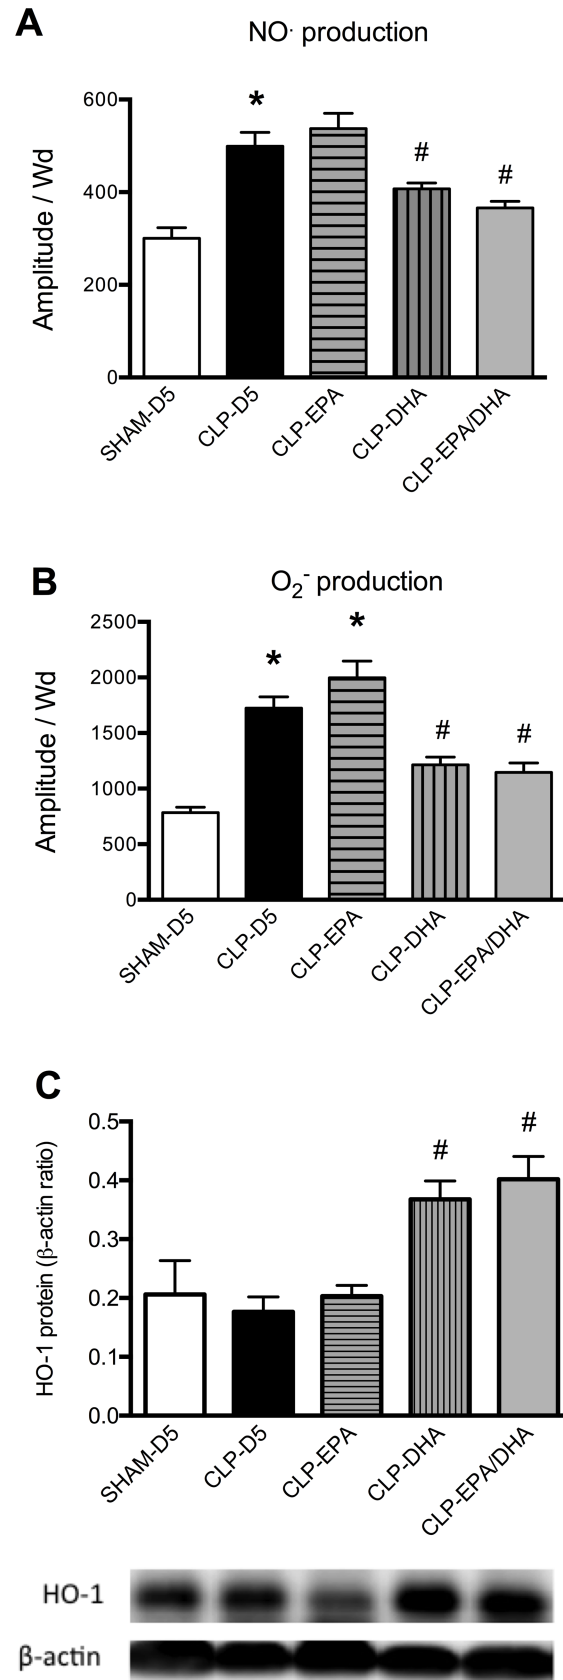 A
NO· production
Amplitude / Wd
600
400
200
0
*
#
#
SHAM-D5
CLP-D5
CLP-EPA
CLP-DHA
CLP-EPA/DHA
B
O₂⁻ production
Amplitude / Wd
2500
2000
1500
1000
500
0
*
*
#
#
SHAM-D5
CLP-D5
CLP-EPA
CLP-DHA
CLP-EPA/DHA
C
HO-1 protein (β-actin ratio)
0.5
0.4
0.3
0.2
0.1
0.0
#
#
SHAM-D5
CLP-D5
CLP-EPA
CLP-DHA
CLP-EPA/DHA
HO-1
β-actin